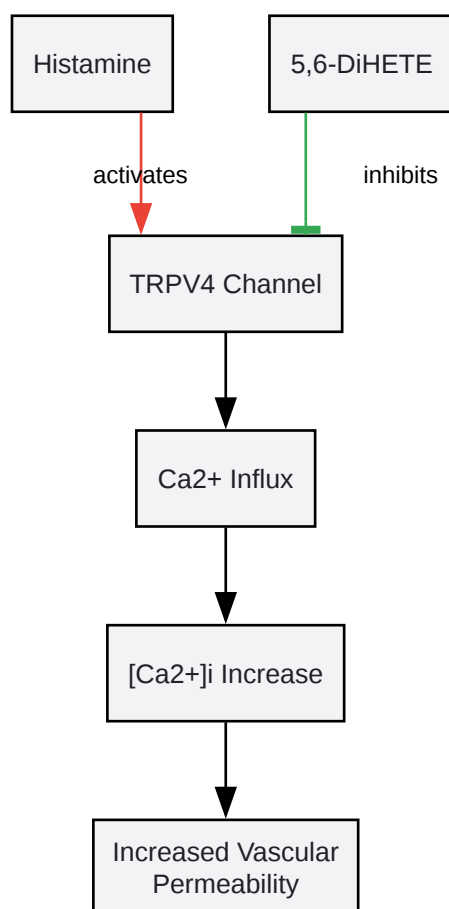 Histamine
5,6-DiHETE
activates
inhibits
TRPV4 Channel
Ca2+ Influx
[Ca2+]i Increase
Increased Vascular
Permeability